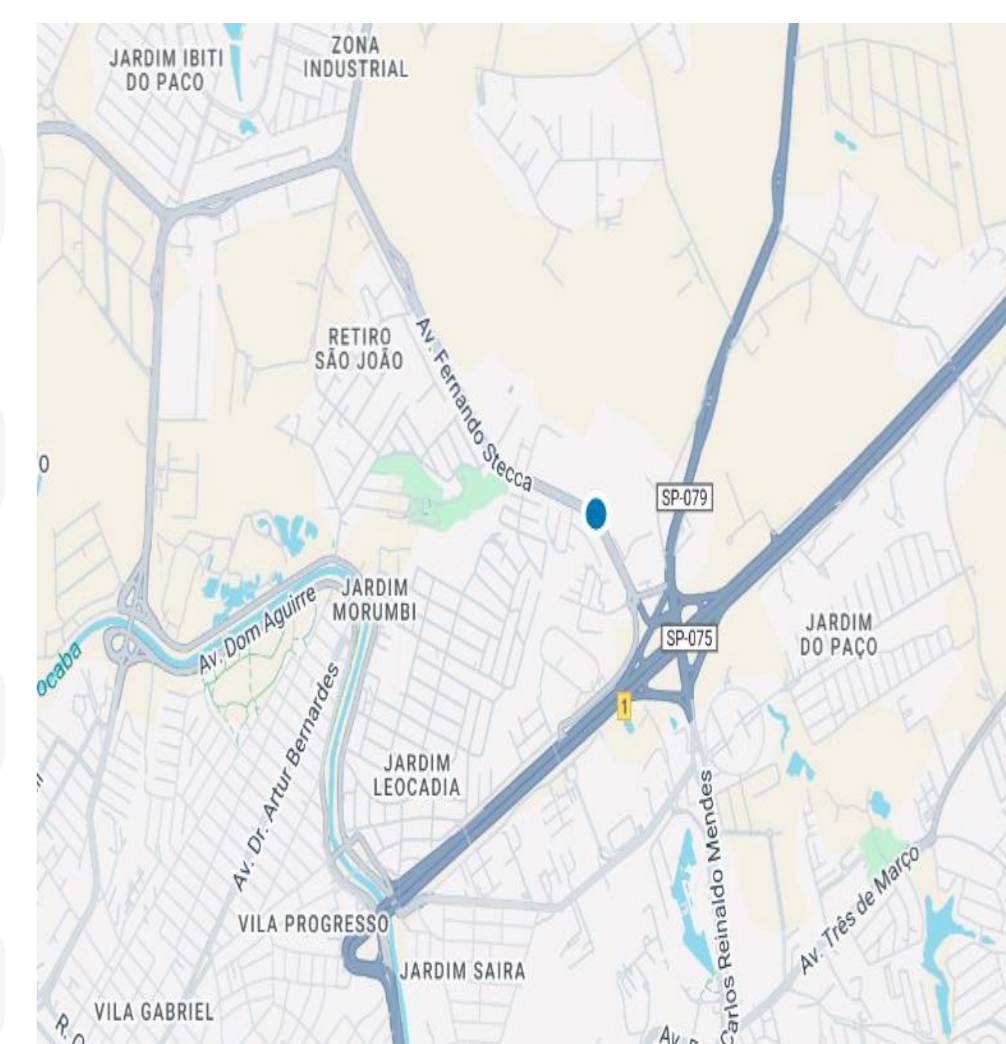 JARDIM IBITI
DO PACO
ZONA
INDUSTRIAL
RETIRO
SÃO JOÃO
Av. Fernando Stecca
O
SP-079
JARDIM
MORUMBI
Av. Dom Aguirre
ocaba
SP-075
JARDIM
DO PAÇO
1
Av. Dr. Artur Bernardes
JARDIM
LEOCADIA
Carlos Reinaldo Mendes
Av. Três de Março
VILA PROGRESSO
JARDIM SAIRA
VILA GABRIEL
R. O
Av.